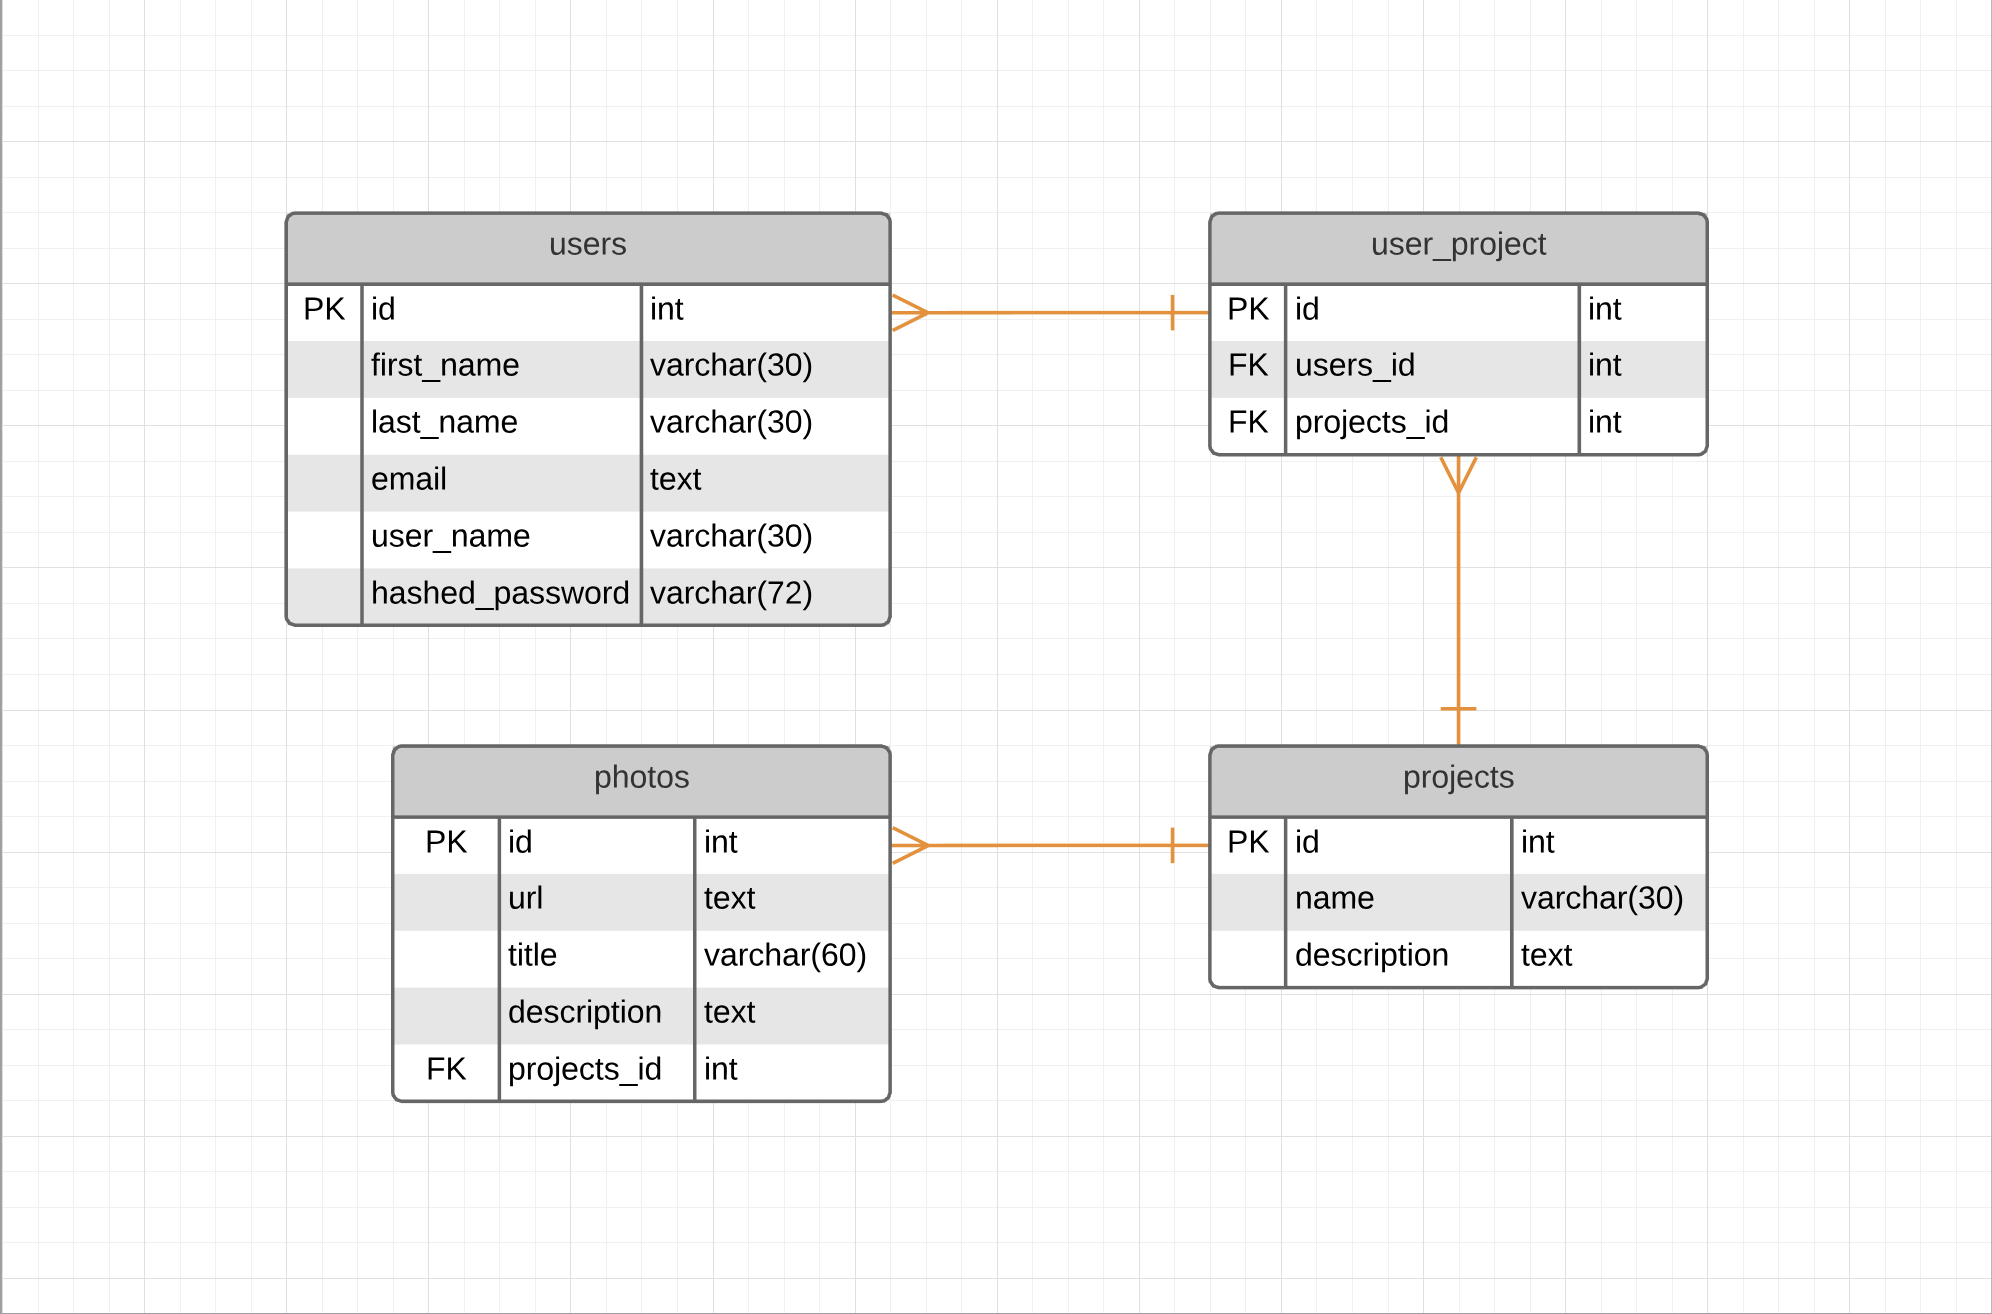 users
PK id int
first_name varchar(30)
last_name varchar(30)
email text
user_name varchar(30)
hashed_password varchar(72)
user_project
PK id int
FK users_id int
FK projects_id int
photos
PK id int
url text
title varchar(60)
description text
FK projects_id int
projects
PK id int
name varchar(30)
description text